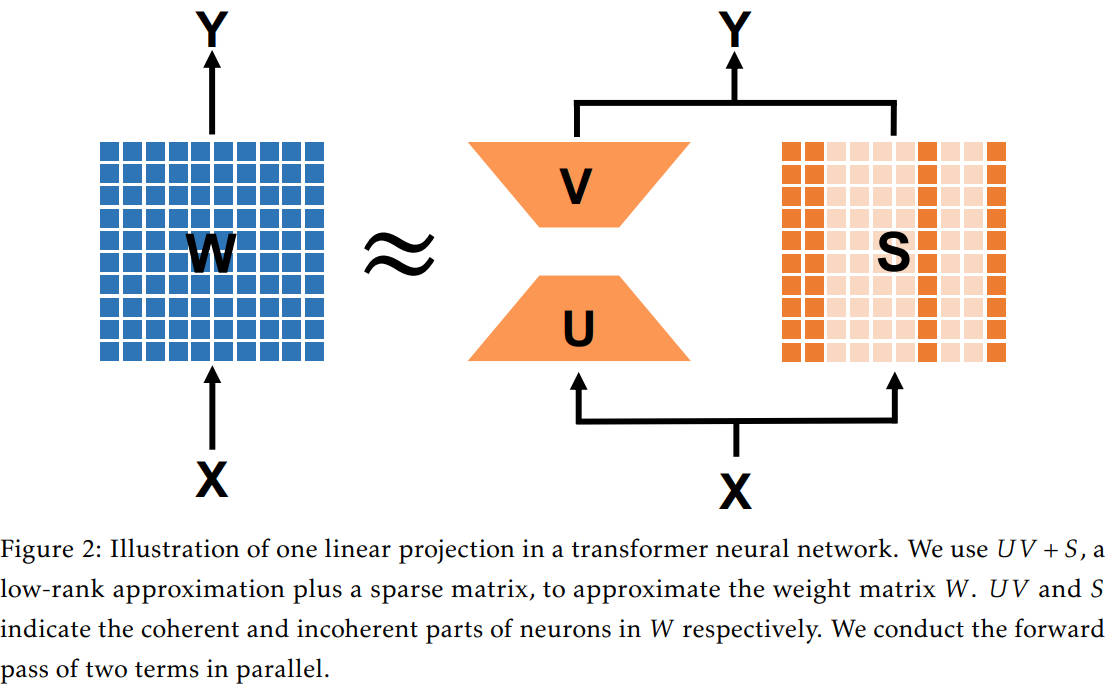 Y
Y
W
≈
V
S
U
X
X
Figure 2: Illustration of one linear projection in a transformer neural network. We use UV + S, a
low-rank approximation plus a sparse matrix, to approximate the weight matrix W. UV and S
indicate the coherent and incoherent parts of neurons in W respectively. We conduct the forward
pass of two terms in parallel.